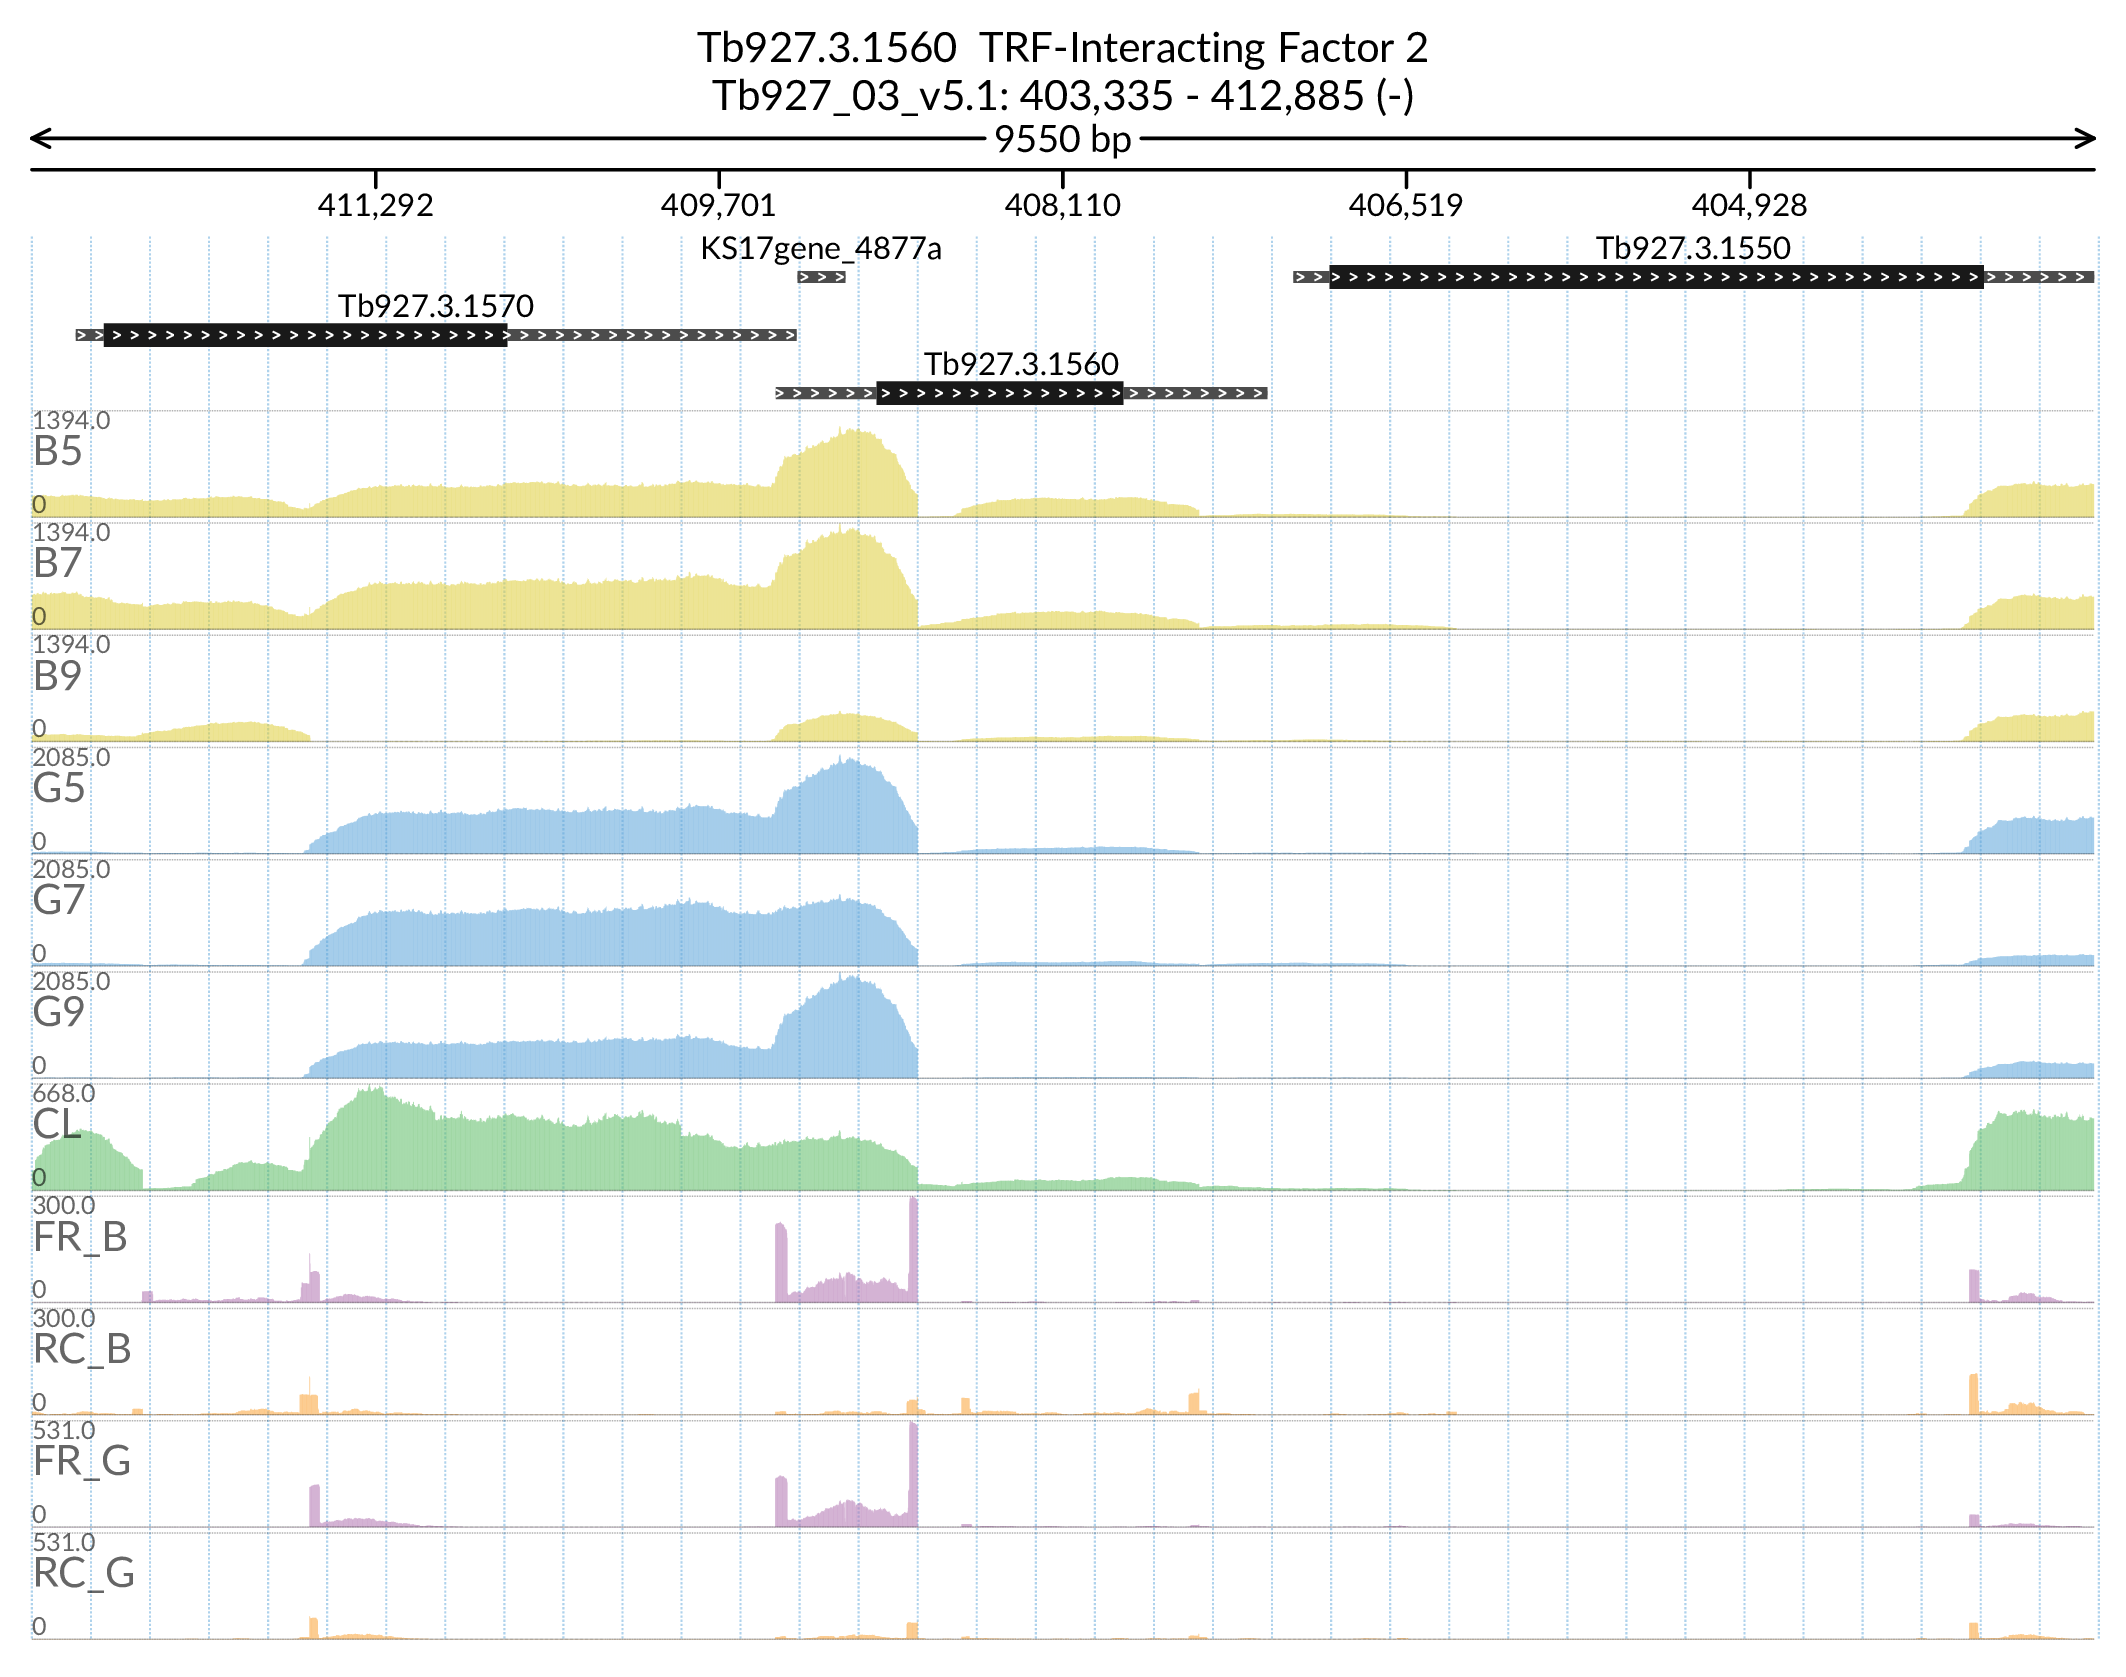 Tb927.3.1560  TRF-Interacting Factor 2
Tb927_03_v5.1: 403,335 - 412,885 (-)
9550 bp
411,292 409,701 408,110 406,519 404,928
KS17gene_4877a Tb927.3.1550
Tb927.3.1570
Tb927.3.1560
1394.0
B5
0
1394.0
B7
0
1394.0
B9
0
2085.0
G5
0
2085.0
G7
0
2085.0
G9
0
668.0
CL
0
300.0
FR_B
0
300.0
RC_B
0
531.0
FR_G
0
531.0
RC_G
0